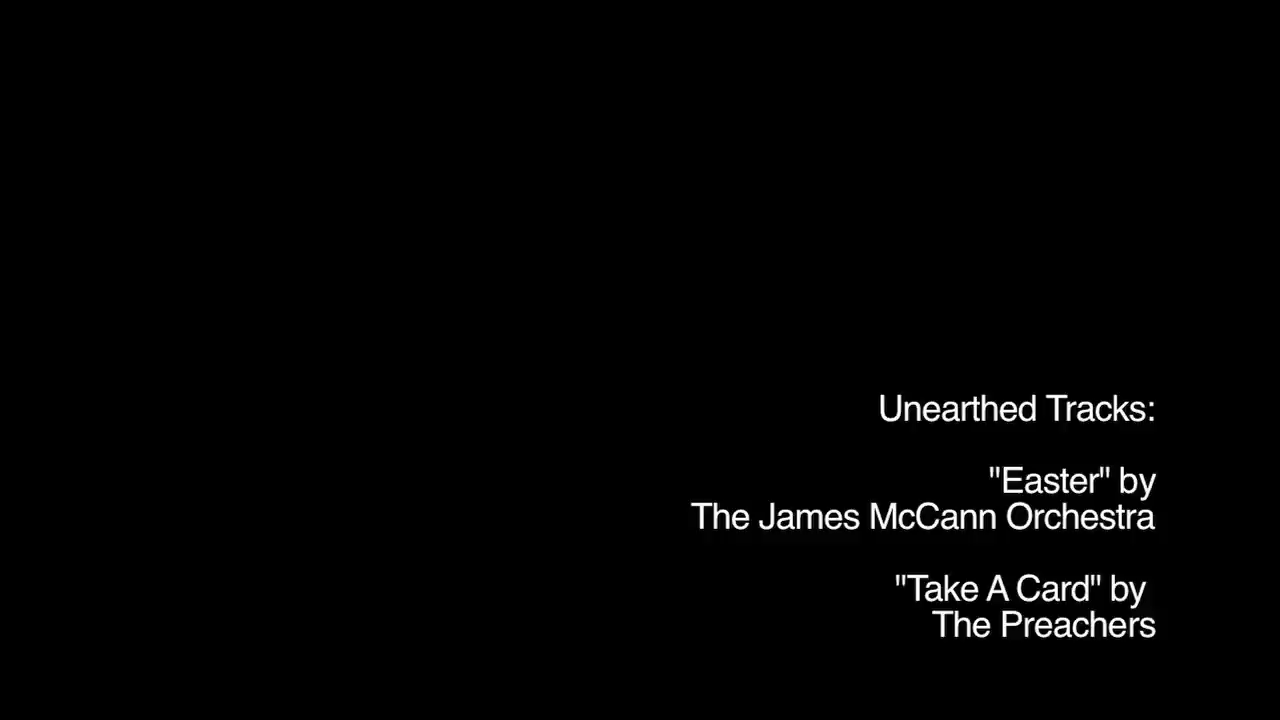 Unearthed Tracks:
"Easter" by
The James McCann Orchestra
"Take A Card" by
The Preachers